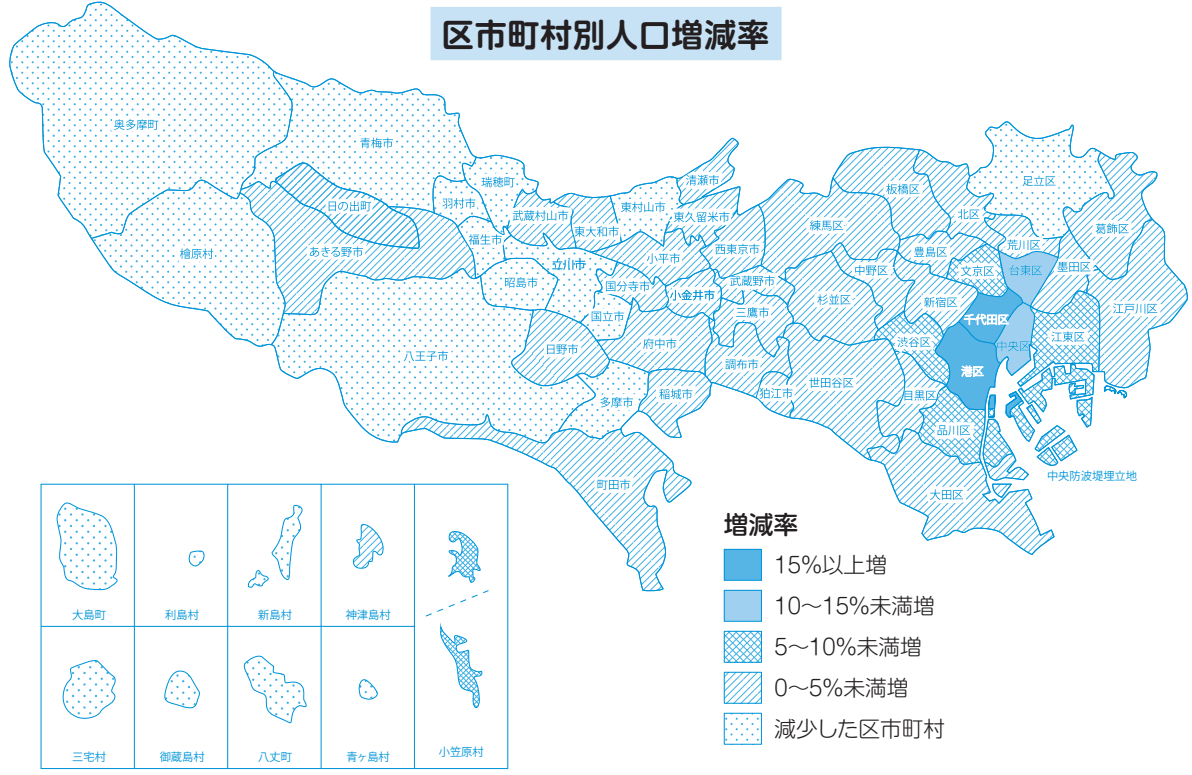 区市町村別人口増減率
奥多摩町
青梅市
瑞穂町
羽村市
日の出町
檜原村
あきる野市
福生市
武蔵村山市
東大和市
東村山市
清瀬市
東久留米市
西東京市
小平市
立川市
昭島市
国分寺市
小金井市
武蔵野市
三鷹市
国立市
八王子市
日野市
府中市
調布市
狛江市
多摩市
稲城市
町田市
練馬区
板橋区
北区
足立区
葛飾区
荒川区
豊島区
中野区
文京区
台東区
墨田区
杉並区
新宿区
千代田区
江戸川区
渋谷区
中央区
江東区
港区
世田谷区
目黒区
品川区
大田区
中央防波堤埋立地
大島町
利島村
新島村
神津島村
三宅村
御蔵島村
八丈町
青ヶ島村
小笠原村
増減率
15%以上増
10～15%未満増
5～10%未満増
0～5%未満増
減少した区市町村